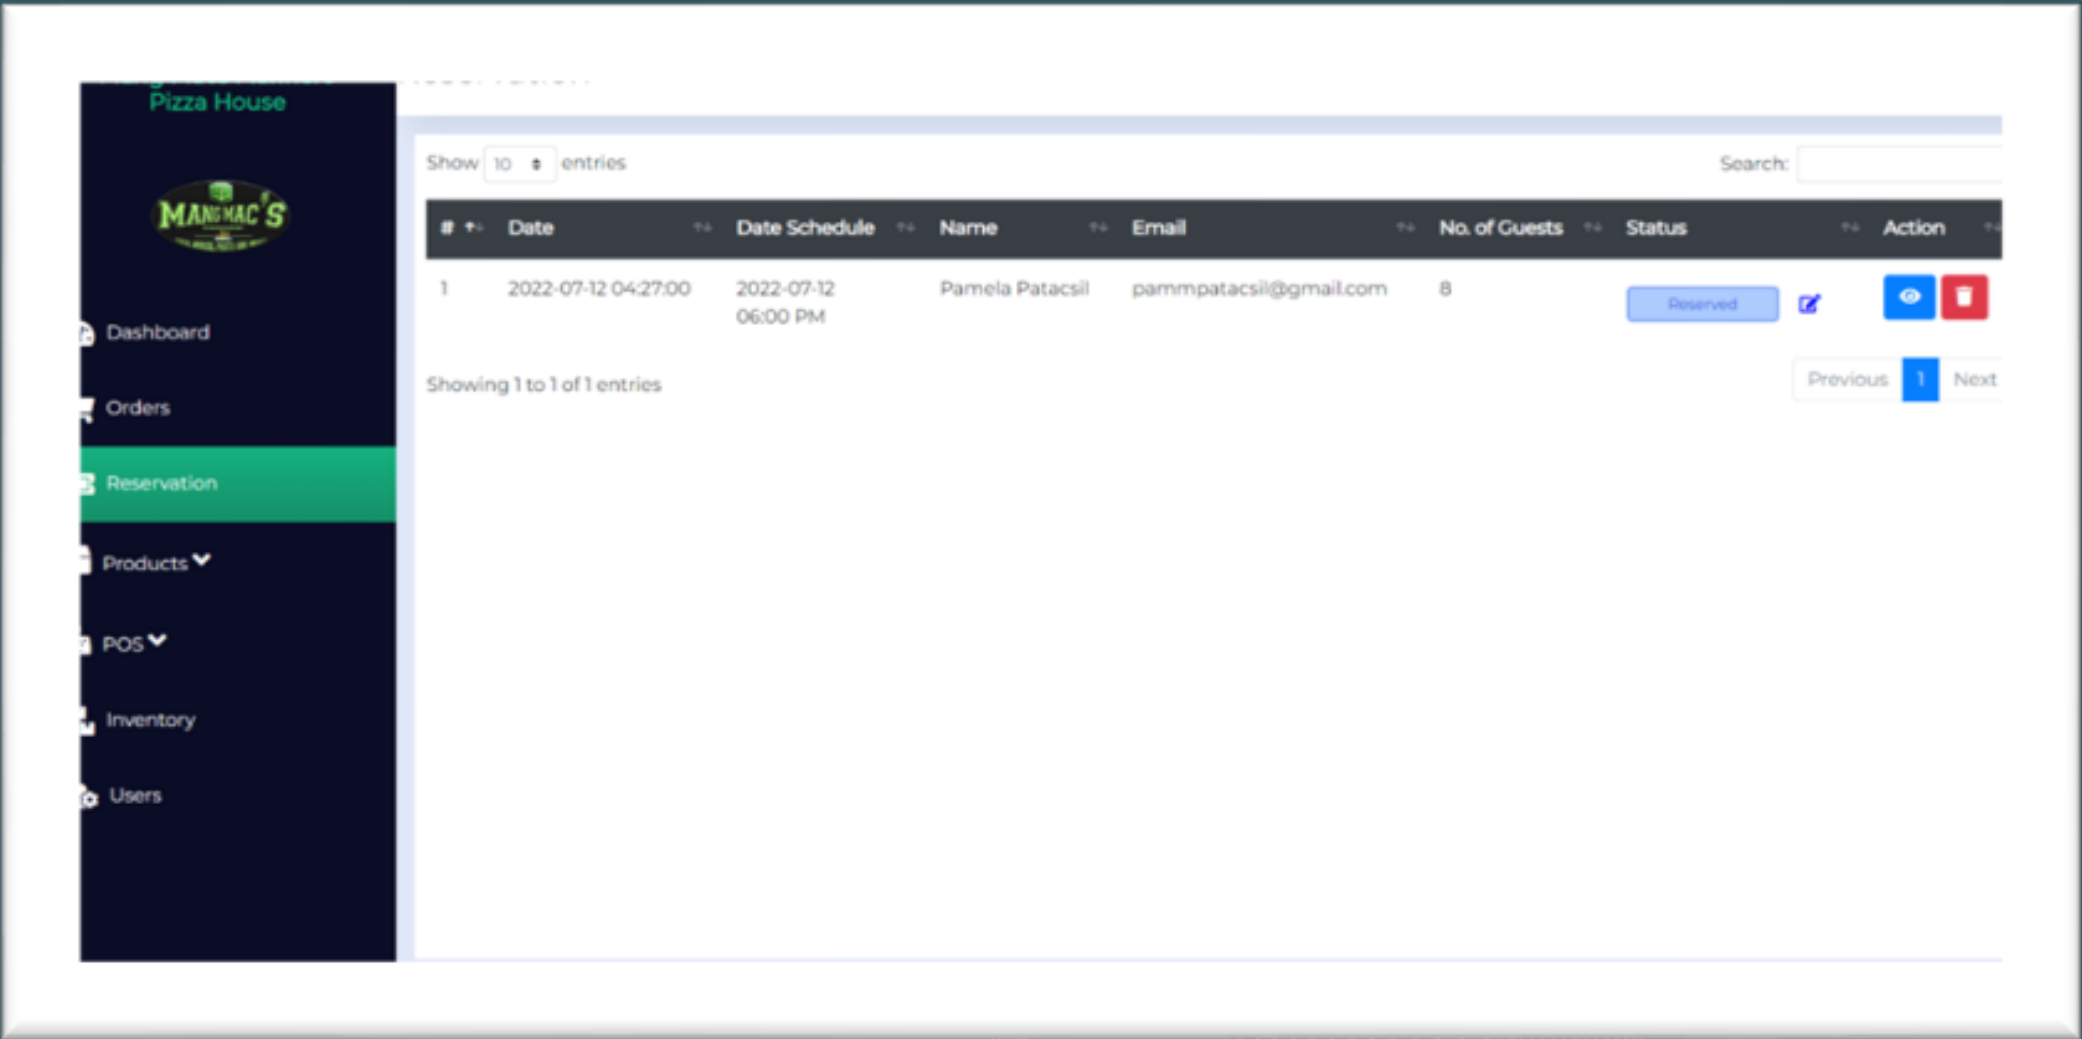 Pizza House
MANG MAC'S
Dashboard
Orders
Reservation
Products
POS
Inventory
Users
Show 10 entries
Search:
# Date Date Schedule Name Email No. of Guests Status Action
1 2022-07-12 04:27:00 2022-07-12 Pamela Patacsil pammpatacsil@gmail.com 8 Reserved
06:00 PM
Showing 1 to 1 of 1 entries
Previous 1 Next